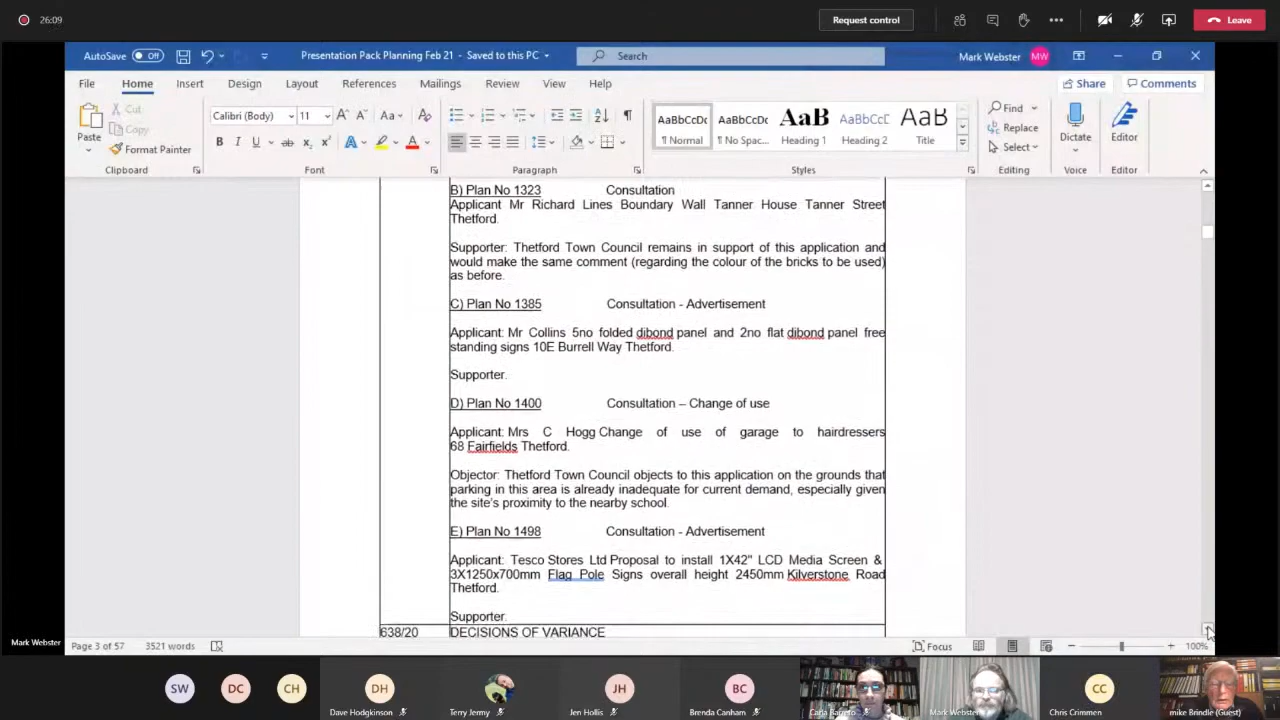 26:09
Request control
Leave
AutoSave Off
Presentation Pack Planning Feb 21 - Saved to this PC
Search
Mark Webster MW
File Home Insert Draw Design Layout References Mailings Review View Help
Share Comments
Paste
Cut
Copy
Format Painter
Clipboard
Calibri (Body) 11
Font
Paragraph
AaBbCcDc
¶ Normal
AaBbCcDc
¶ No Spac...
AaB
Heading 1
AaBbCcC
Heading 2
AaB
Title
Styles
Find
Replace
Select
Editing
Dictate
Voice
Editor
Editor
B) Plan No 1323 Consultation
Applicant Mr Richard Lines Boundary Wall Tanner House Tanner Street
Thetford.
Supporter: Thetford Town Council remains in support of this application and
would make the same comment (regarding the colour of the bricks to be used)
as before.
C) Plan No 1385 Consultation - Advertisement
Applicant: Mr Collins 5no folded dibond panel and 2no flat dibond panel free
standing signs 10E Burrell Way Thetford.
Supporter.
D) Plan No 1400 Consultation – Change of use
Applicant: Mrs C Hogg Change of use of garage to hairdressers
68 Fairfields Thetford.
Objector: Thetford Town Council objects to this application on the grounds that
parking in this area is already inadequate for current demand, especially given
the site's proximity to the nearby school.
E) Plan No 1498 Consultation - Advertisement
Applicant: Tesco Stores Ltd Proposal to install 1X42" LCD Media Screen &
3X1250x700mm Flag Pole Signs overall height 2450mm Kilverstone Road
Thetford.
Supporter.
638/20 DECISIONS OF VARIANCE
Mark Webster
Page 3 of 57 3521 words
Focus
100%
SW
DC
CH
DH
Dave Hodgkinson
Terry Jermy
JH
Jen Hollis
BC
Brenda Canham
Carla Barreto
Mark Webster
CC
Chris Crimmen
mike Brindle (Guest)